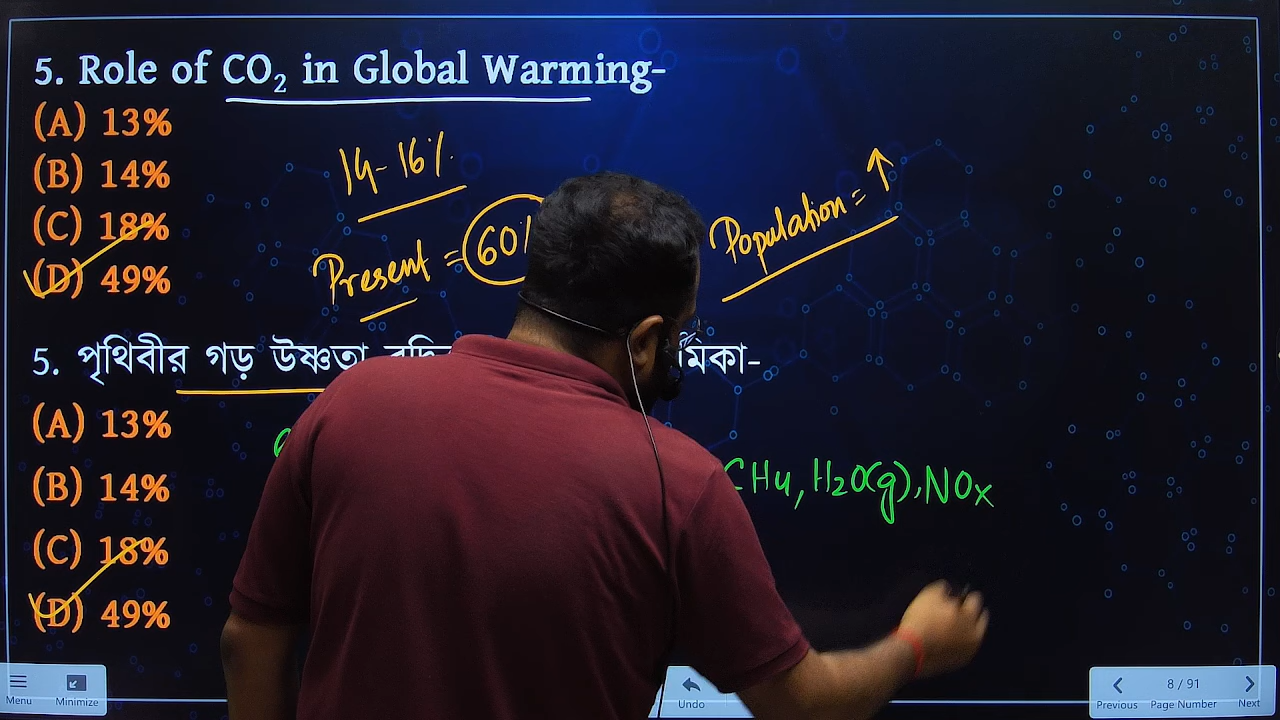 5. Role of CO₂ in Global Warming-
(A) 13%
(B) 14%
(C) 18%
(D) 49%
14-16%.
Present = 60%
Population = ↑
5. পৃথিবীর গড় উষ্ণতা
(A) 13%
(B) 14%
(C) 18%
(D) 49%
CH4, H2O(g), NOx
Menu
Minimize
Undo
Previous
8 / 91
Page Number
Next